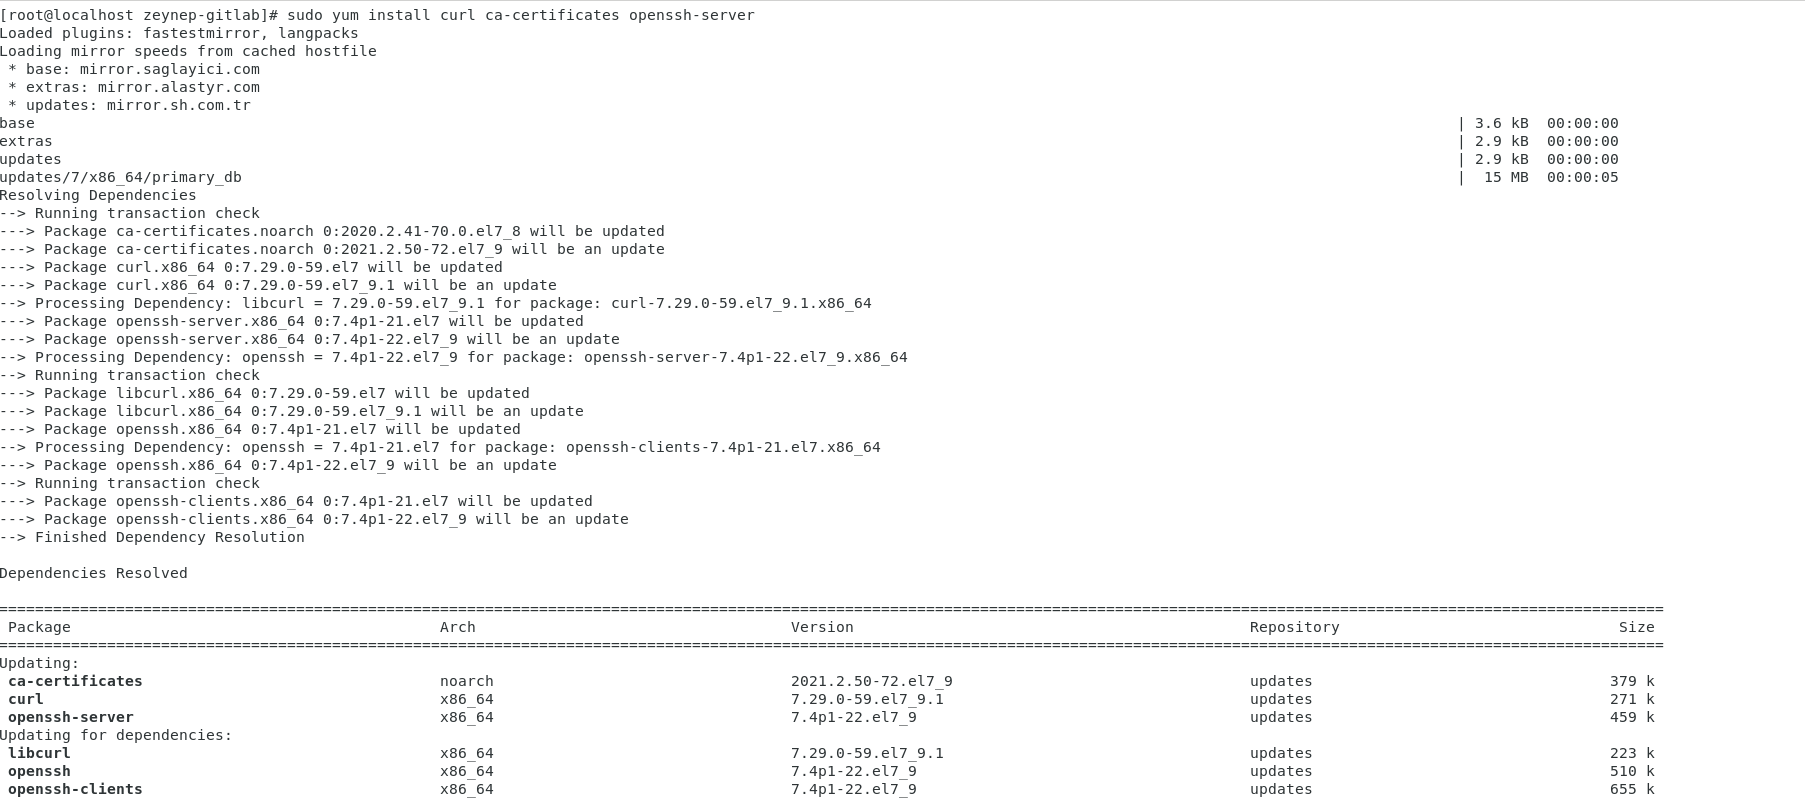 [root@localhost zeynep-gitlab]# sudo yum install curl ca-certificates openssh-server
Loaded plugins: fastestmirror, langpacks
Loading mirror speeds from cached hostfile
 * base: mirror.saglayici.com
 * extras: mirror.alastyr.com
 * updates: mirror.sh.com.tr
base | 3.6 kB 00:00:00
extras | 2.9 kB 00:00:00
updates | 2.9 kB 00:00:00
updates/7/x86_64/primary_db | 15 MB 00:00:05
Resolving Dependencies
--> Running transaction check
---> Package ca-certificates.noarch 0:2020.2.41-70.0.el7_8 will be updated
---> Package ca-certificates.noarch 0:2021.2.50-72.el7_9 will be an update
---> Package curl.x86_64 0:7.29.0-59.el7 will be updated
---> Package curl.x86_64 0:7.29.0-59.el7_9.1 will be an update
--> Processing Dependency: libcurl = 7.29.0-59.el7_9.1 for package: curl-7.29.0-59.el7_9.1.x86_64
---> Package openssh-server.x86_64 0:7.4p1-21.el7 will be updated
---> Package openssh-server.x86_64 0:7.4p1-22.el7_9 will be an update
--> Processing Dependency: openssh = 7.4p1-22.el7_9 for package: openssh-server-7.4p1-22.el7_9.x86_64
--> Running transaction check
---> Package libcurl.x86_64 0:7.29.0-59.el7 will be updated
---> Package libcurl.x86_64 0:7.29.0-59.el7_9.1 will be an update
---> Package openssh.x86_64 0:7.4p1-21.el7 will be updated
--> Processing Dependency: openssh = 7.4p1-21.el7 for package: openssh-clients-7.4p1-21.el7.x86_64
---> Package openssh.x86_64 0:7.4p1-22.el7_9 will be an update
--> Running transaction check
---> Package openssh-clients.x86_64 0:7.4p1-21.el7 will be updated
---> Package openssh-clients.x86_64 0:7.4p1-22.el7_9 will be an update
--> Finished Dependency Resolution
Dependencies Resolved
Package Arch Version Repository Size
Updating:
ca-certificates noarch 2021.2.50-72.el7_9 updates 379 k
curl x86_64 7.29.0-59.el7_9.1 updates 271 k
openssh-server x86_64 7.4p1-22.el7_9 updates 459 k
Updating for dependencies:
libcurl x86_64 7.29.0-59.el7_9.1 updates 223 k
openssh x86_64 7.4p1-22.el7_9 updates 510 k
openssh-clients x86_64 7.4p1-22.el7_9 updates 655 k